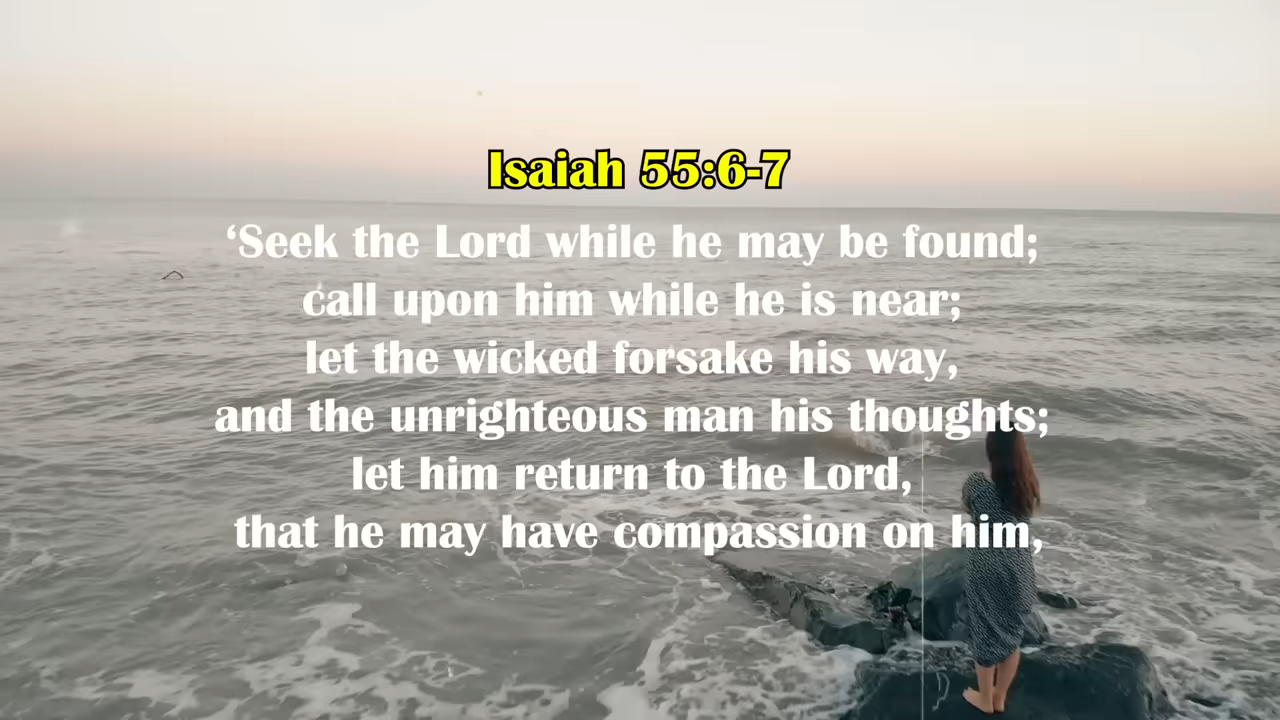 Isaiah 55:6-7
‘Seek the Lord while he may be found;
call upon him while he is near;
let the wicked forsake his way,
and the unrighteous man his thoughts;
let him return to the Lord,
that he may have compassion on him,